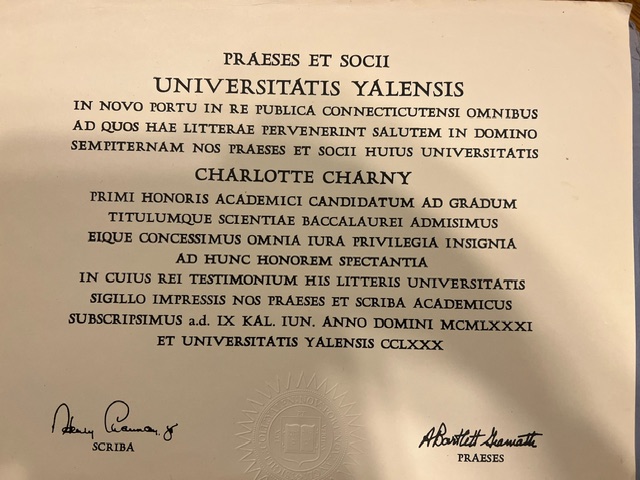 PRAESES ET SOCII
UNIVERSITATIS YALENSIS
IN NOVO PORTU IN RE PUBLICA CONNECTICUTENSI OMNIBUS
AD QUOS HAE LITTERAE PERVENERINT SALUTEM IN DOMINO
SEMPITERNAM NOS PRAESES ET SOCII HUIUS UNIVERSITATIS
CHARLOTTE CHARNY
PRIMI HONORIS ACADEMICI CANDIDATUM AD GRADUM
TITULUMQUE SCIENTIAE BACCALAUREI ADMISIMUS
EIQUE CONCESSIMUS OMNIA IURA PRIVILEGIA INSIGNIA
AD HUNC HONOREM SPECTANTIA
IN CUIUS REI TESTIMONIUM HIS LITTERIS UNIVERSITATIS
SIGILLO IMPRESSIS NOS PRAESES ET SCRIBA ACADEMICUS
SUBSCRIPSIMUS a.d. IX KAL. IUN. ANNO DOMINI MCMLXXXI
ET UNIVERSITATIS YALENSIS CCLXXX
Henry Chauncey, Jr
SCRIBA
A Bartlett Giamatti
PRAESES